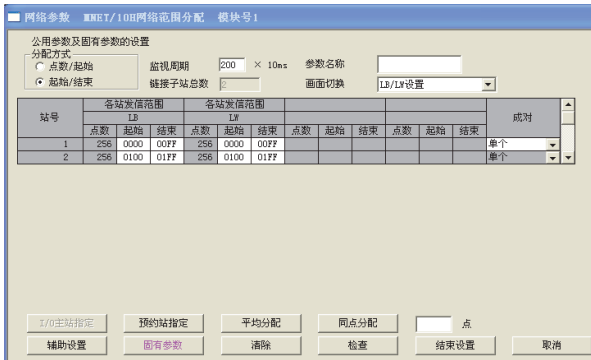 网络参数 MNET/10H网络范围分配 模块号1
公用参数及固有参数的设置
分配方式
点数/起始
起始/结束
监视周期 200 × 10ms
链接子站总数 2
参数名称
画面切换 LB/LW设置
站号 各站发信范围 各站发信范围 成对
LB LW
点数 起始 结束 点数 起始 结束 点数 起始 结束 点数 起始 结束
1 256 0000 00FF 256 0000 00FF 单个
2 256 0100 01FF 256 0100 01FF 单个
I/O主站指定 预约站指定 平均分配 同点分配 点
辅助设置 固有参数 清除 检查 结束设置 取消